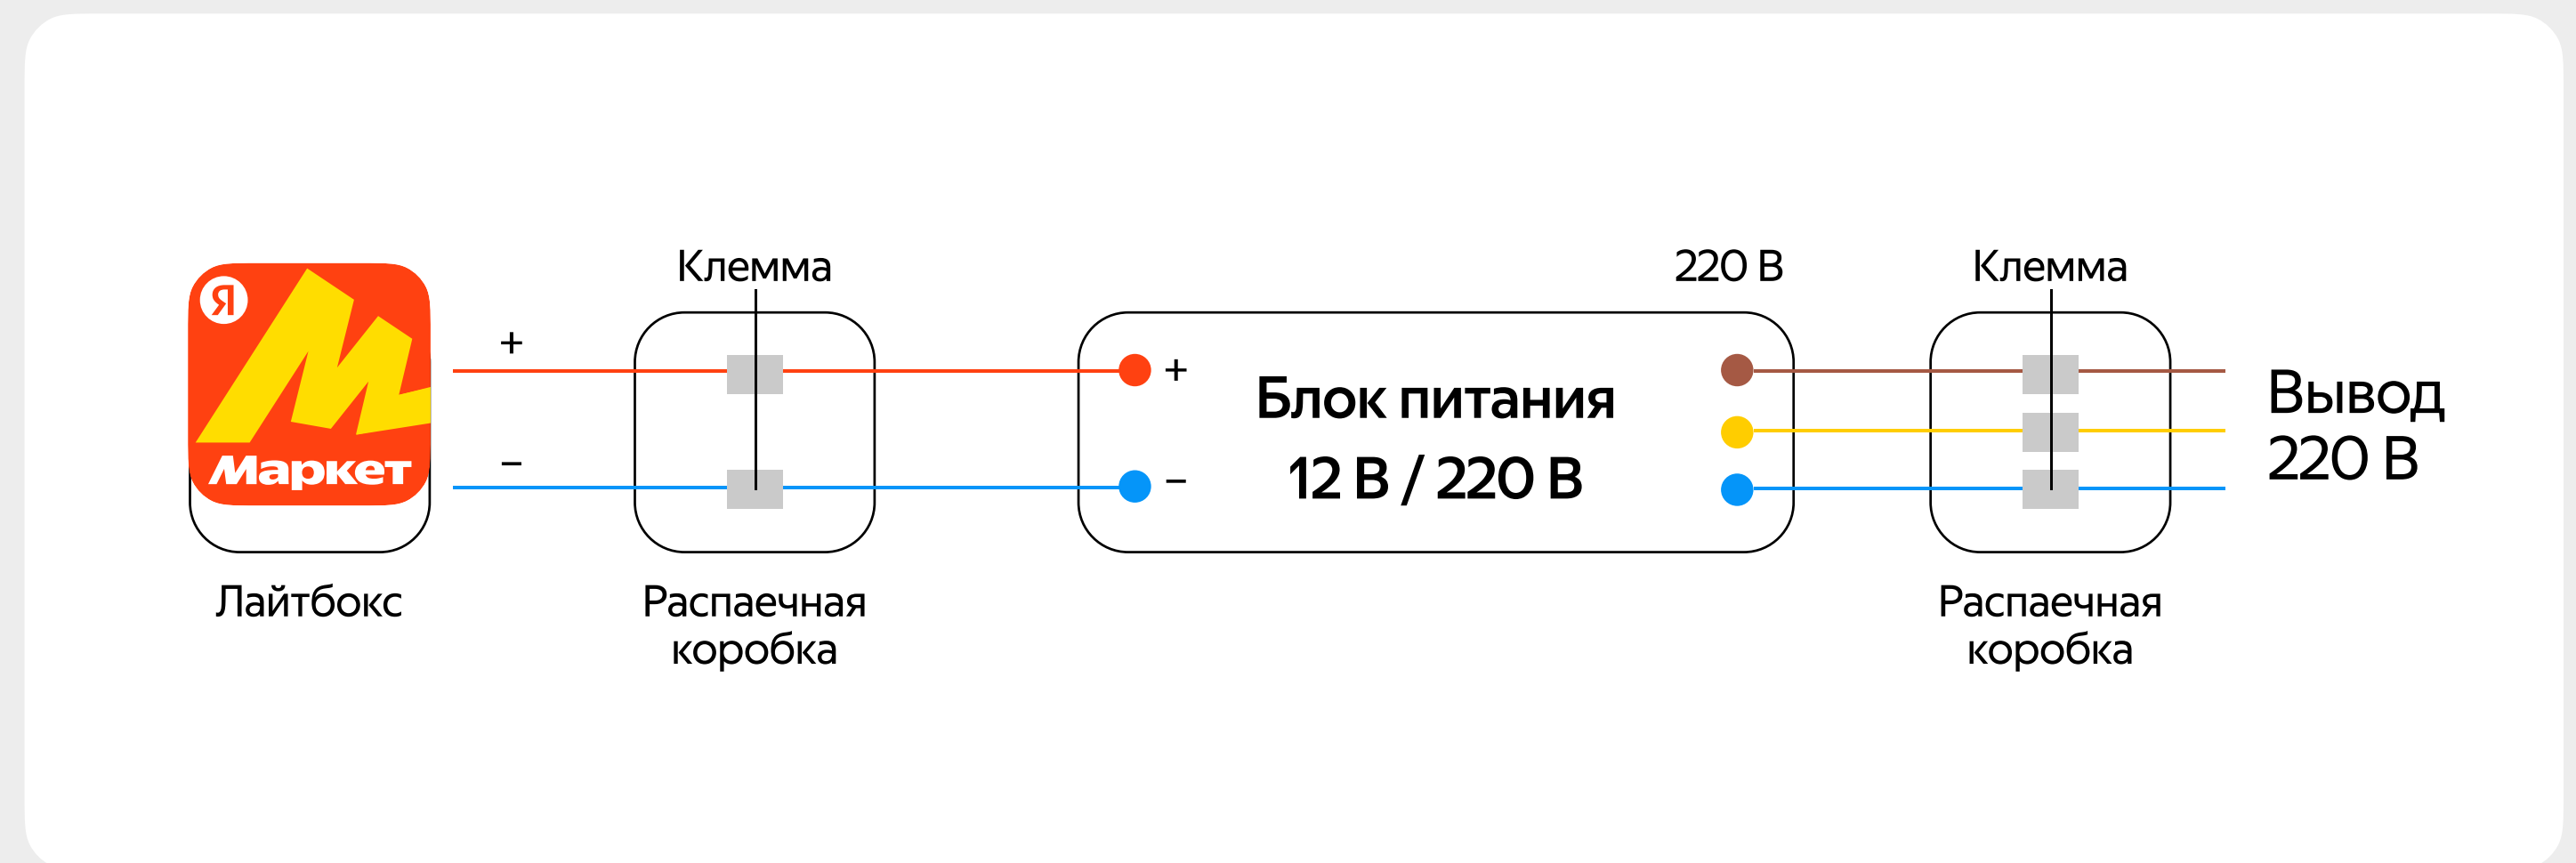 Клемма
220 В
Клемма
Я
Маркет
+
–
+
–
Блок питания
12 В / 220 В
Вывод
220 В
Лайтбокс
Распаечная
коробка
Распаечная
коробка